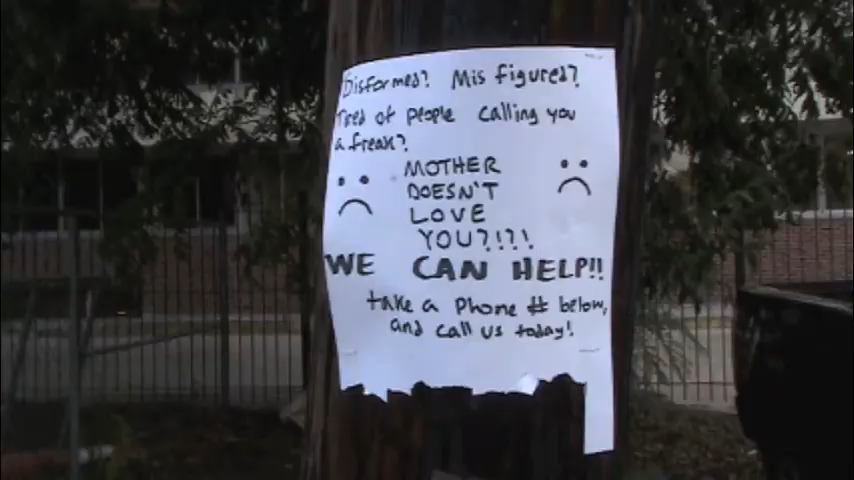 Disformed? Mis figured?
Tired of people calling you
a freak?
MOTHER
DOESN'T
LOVE
YOU?!?!
WE CAN HELP!!
take a Phone # below,
and call us today!